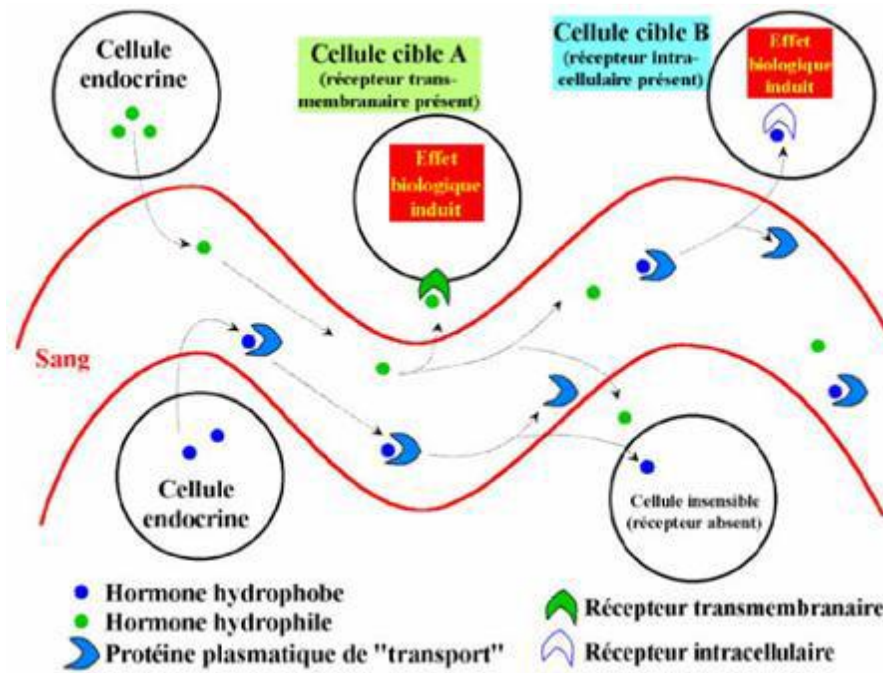 Cellule
endocrine
Cellule cible A
(récepteur trans-
membranaire présent)
Cellule cible B
(récepteur intra-
cellulaire présent)
Effet
biologique
induit
Effet
biologique
induit
Sang
Cellule
endocrine
Cellule insensible
(récepteur absent)
Hormone hydrophobe
Hormone hydrophile
Protéine plasmatique de "transport"
Récepteur transmembranaire
Récepteur intracellulaire